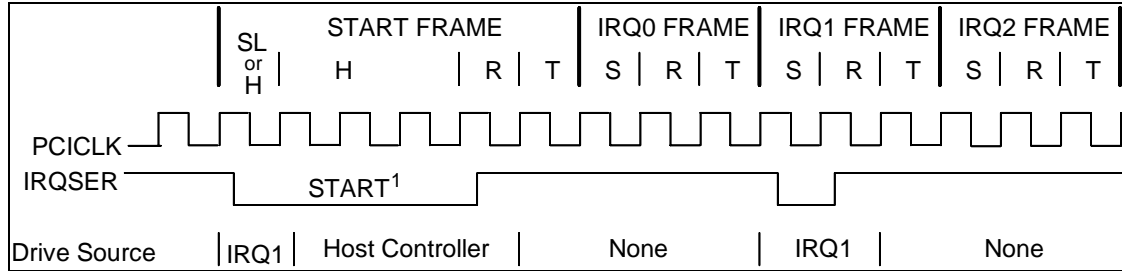 START FRAME IRQ0 FRAME IRQ1 FRAME IRQ2 FRAME
SL
or
H
H R T S R T S R T S R T
PCICLK
IRQSER
START1
Drive Source IRQ1 Host Controller None IRQ1 None